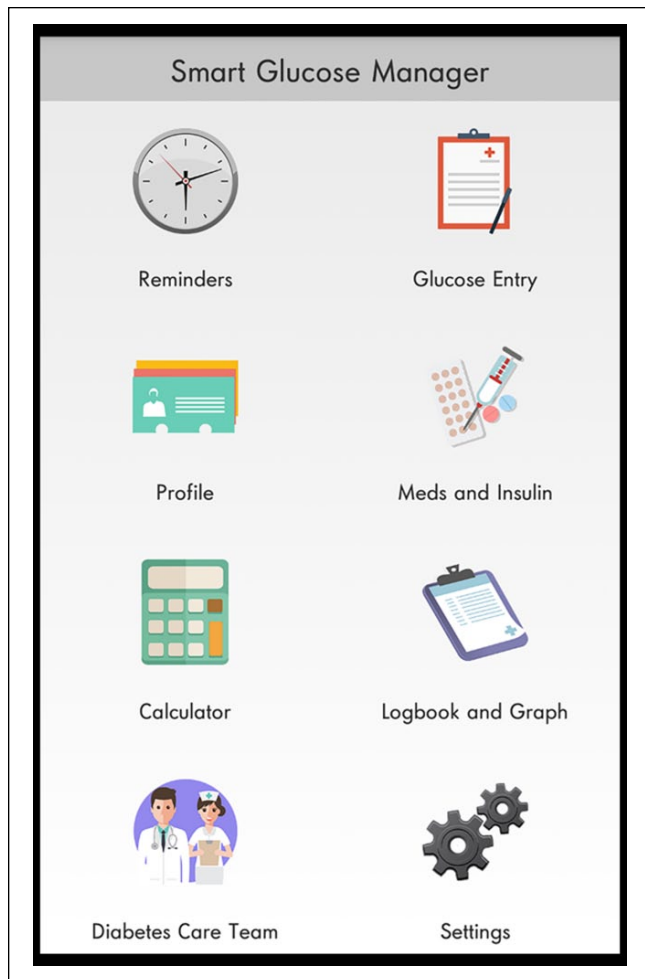 Smart Glucose Manager
Reminders
Glucose Entry
Profile
Meds and Insulin
Calculator
Logbook and Graph
Diabetes Care Team
Settings